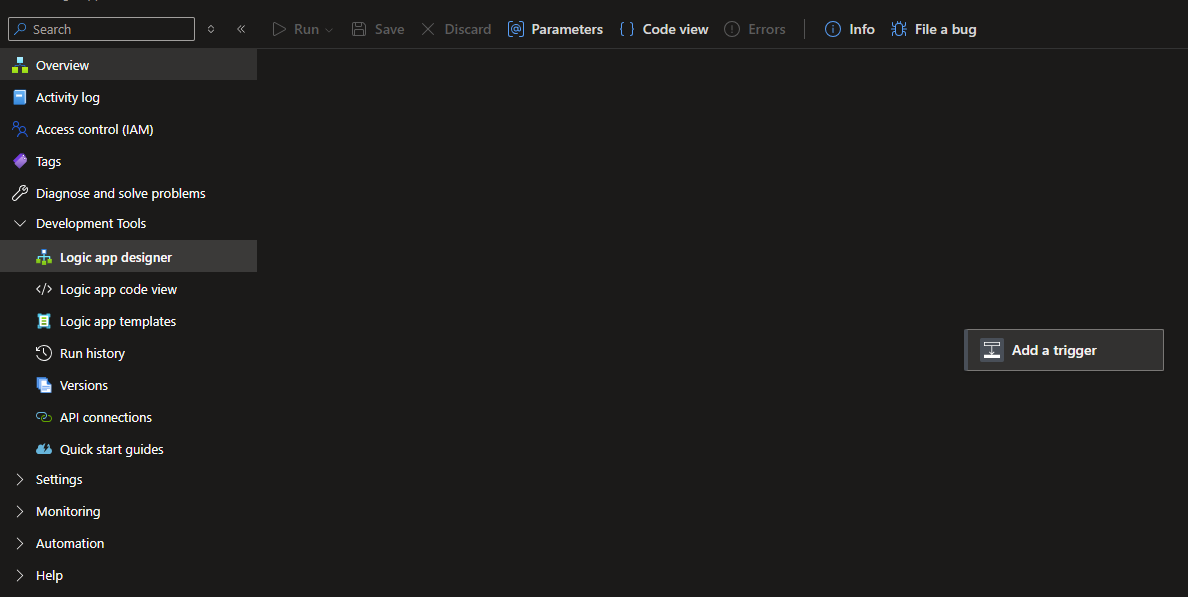 Search
Run Save Discard Parameters Code view Errors Info File a bug
Overview
Activity log
Access control (IAM)
Tags
Diagnose and solve problems
Development Tools
Logic app designer
Logic app code view
Logic app templates
Run history
Versions
API connections
Quick start guides
Settings
Monitoring
Automation
Help
Add a trigger